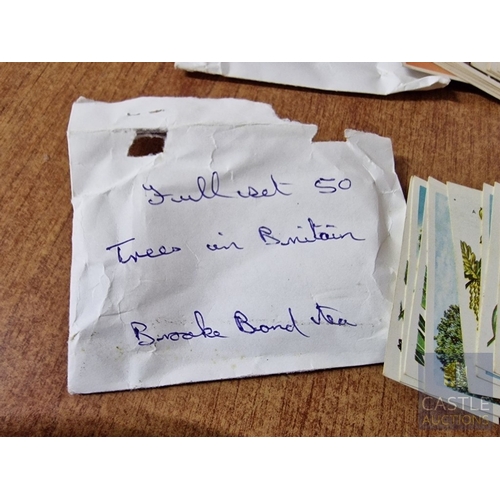 Full set 50
Trees in Britain
Brooke Bond tea
CASTLE
AUCTIONS